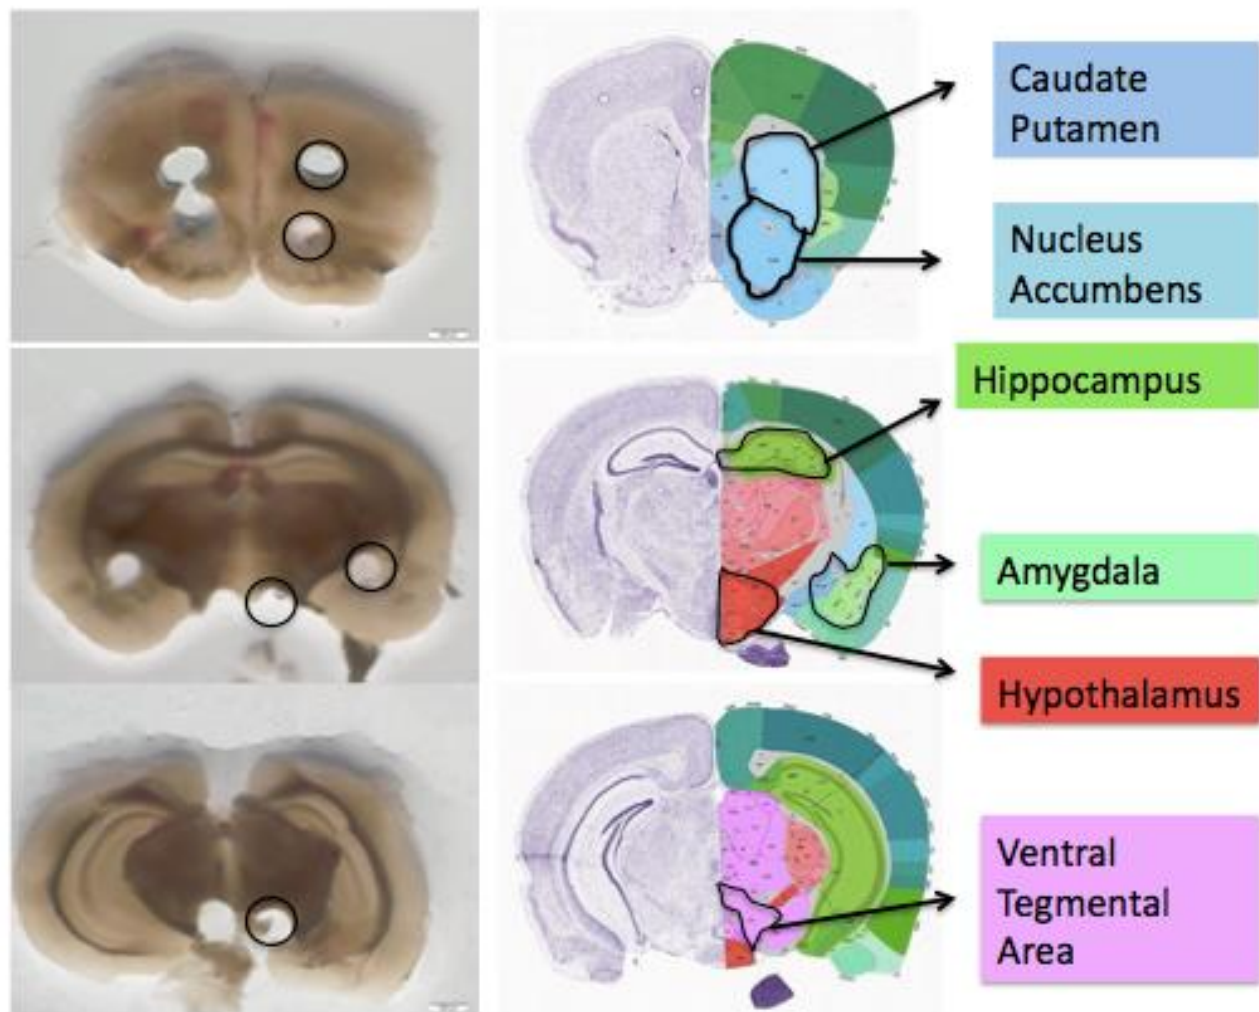 Caudate
Putamen
Nucleus
Accumbens
Hippocampus
Amygdala
Hypothalamus
Ventral
Tegmental
Area